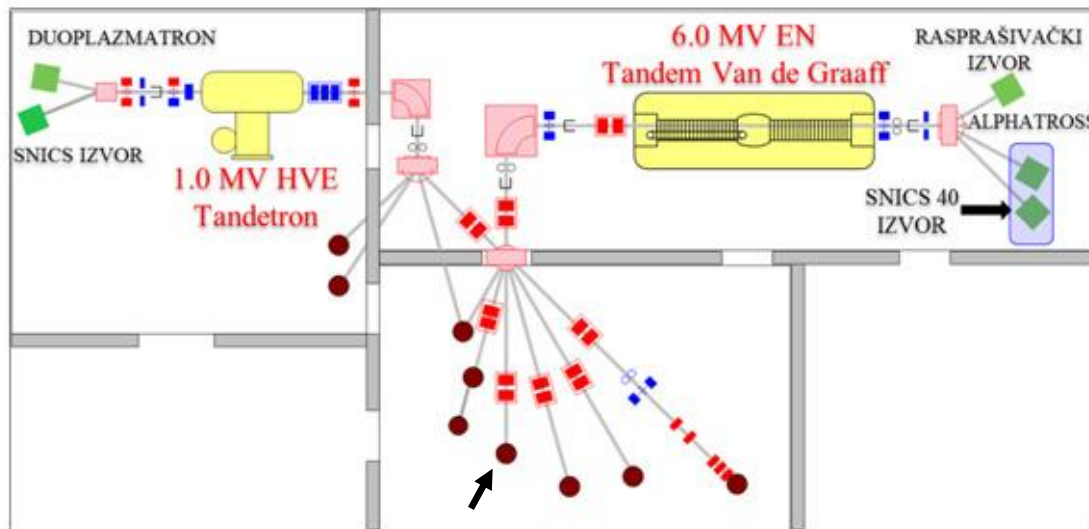 DUOPLAZMATRON
SNICS IZVOR
1.0 MV HVE
Tandetron
6.0 MV EN
Tandem Van de Graaff
RASPRAŠIVAČKI
IZVOR
ALPHATROSS
SNICS 40
IZVOR